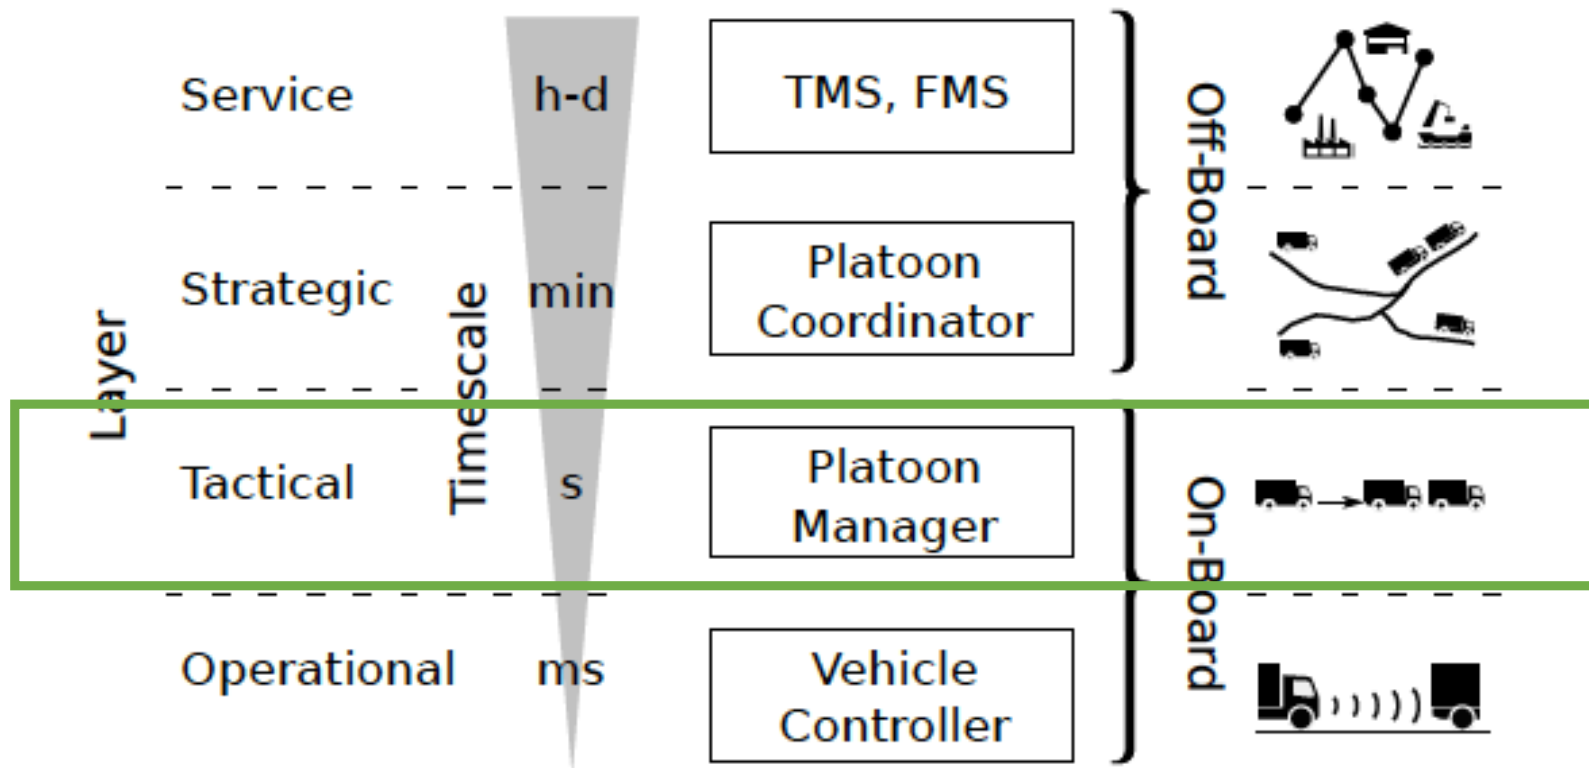 Layer
Timescale
Service
h-d
TMS, FMS
Off-Board
Strategic
min
Platoon
Coordinator
Tactical
s
Platoon
Manager
On-Board
Operational
ms
Vehicle
Controller